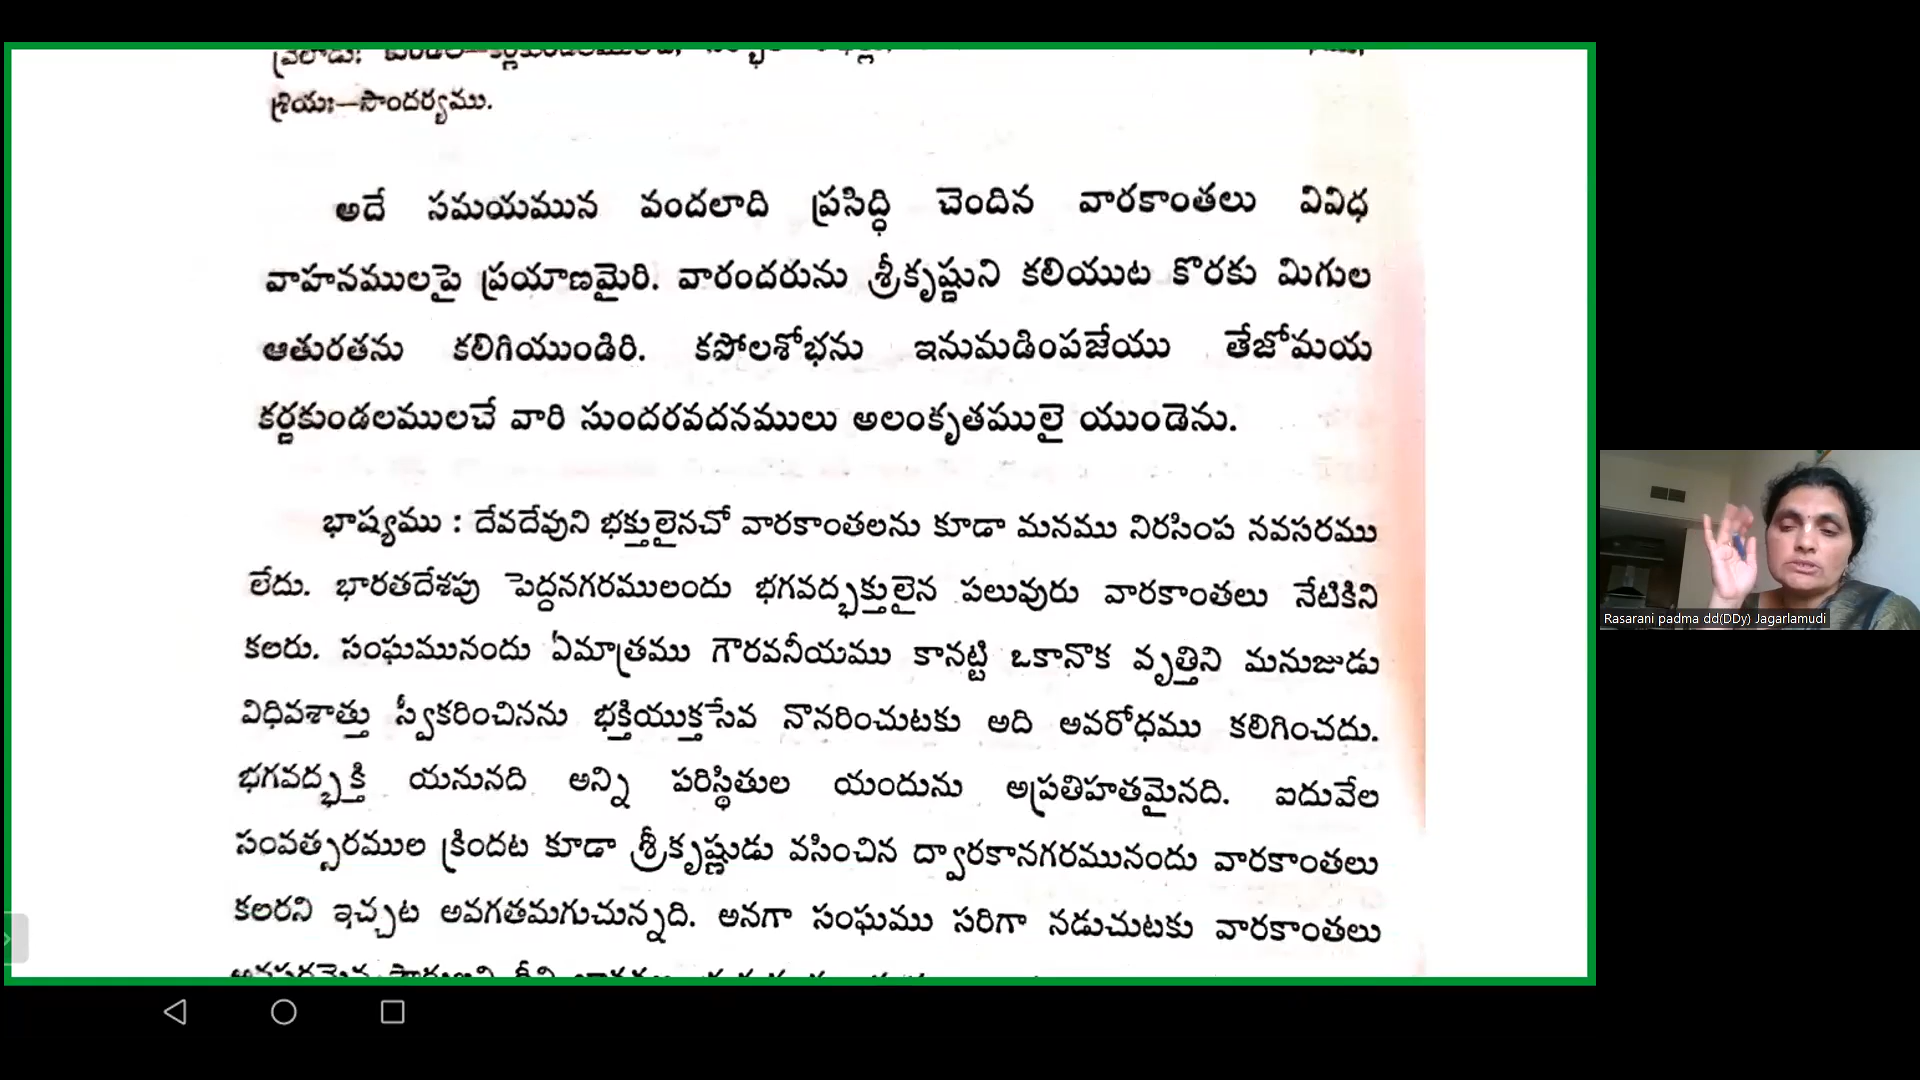 శ్రియః—సౌందర్యము.
అదే సమయమున వందలాది ప్రసిద్ధి చెందిన వారకాంతలు వివిధ
వాహనములపై ప్రయాణమైరి. వారందరును శ్రీకృష్ణుని కలియుట కొరకు మిగుల
ఆతురతను కలిగియుండిరి. కపోలశోభను ఇనుమడింపజేయు తేజోమయ
కర్ణకుండలములచే వారి సుందరవదనములు అలంకృతములై యుండెను.
భాష్యము : దేవదేవుని భక్తులైనచో వారకాంతలను కూడా మనము నిరసింప నవసరము
లేదు. భారతదేశపు పెద్దనగరములందు భగవద్భక్తులైన పలువురు వారకాంతలు నేటికిని
కలరు. సంఘమునందు ఏమాత్రము గౌరవనీయము కానట్టి ఒకానొక వృత్తిని మనుజుడు
విధివశాత్తు స్వీకరించినను భక్తియుక్తసేవ నొనరించుటకు అది అవరోధము కలిగించదు.
భగవద్భక్తి యనునది అన్ని పరిస్థితుల యందును అప్రతిహతమైనది. ఐదువేల
సంవత్సరముల క్రిందట కూడా శ్రీకృష్ణుడు వసించిన ద్వారకానగరమునందు వారకాంతలు
కలరని ఇచ్చట అవగతమగుచున్నది. అనగా సంఘము సరిగా నడుచుటకు వారకాంతలు
Rasarani padma dd(DDy) Jagarlamudi